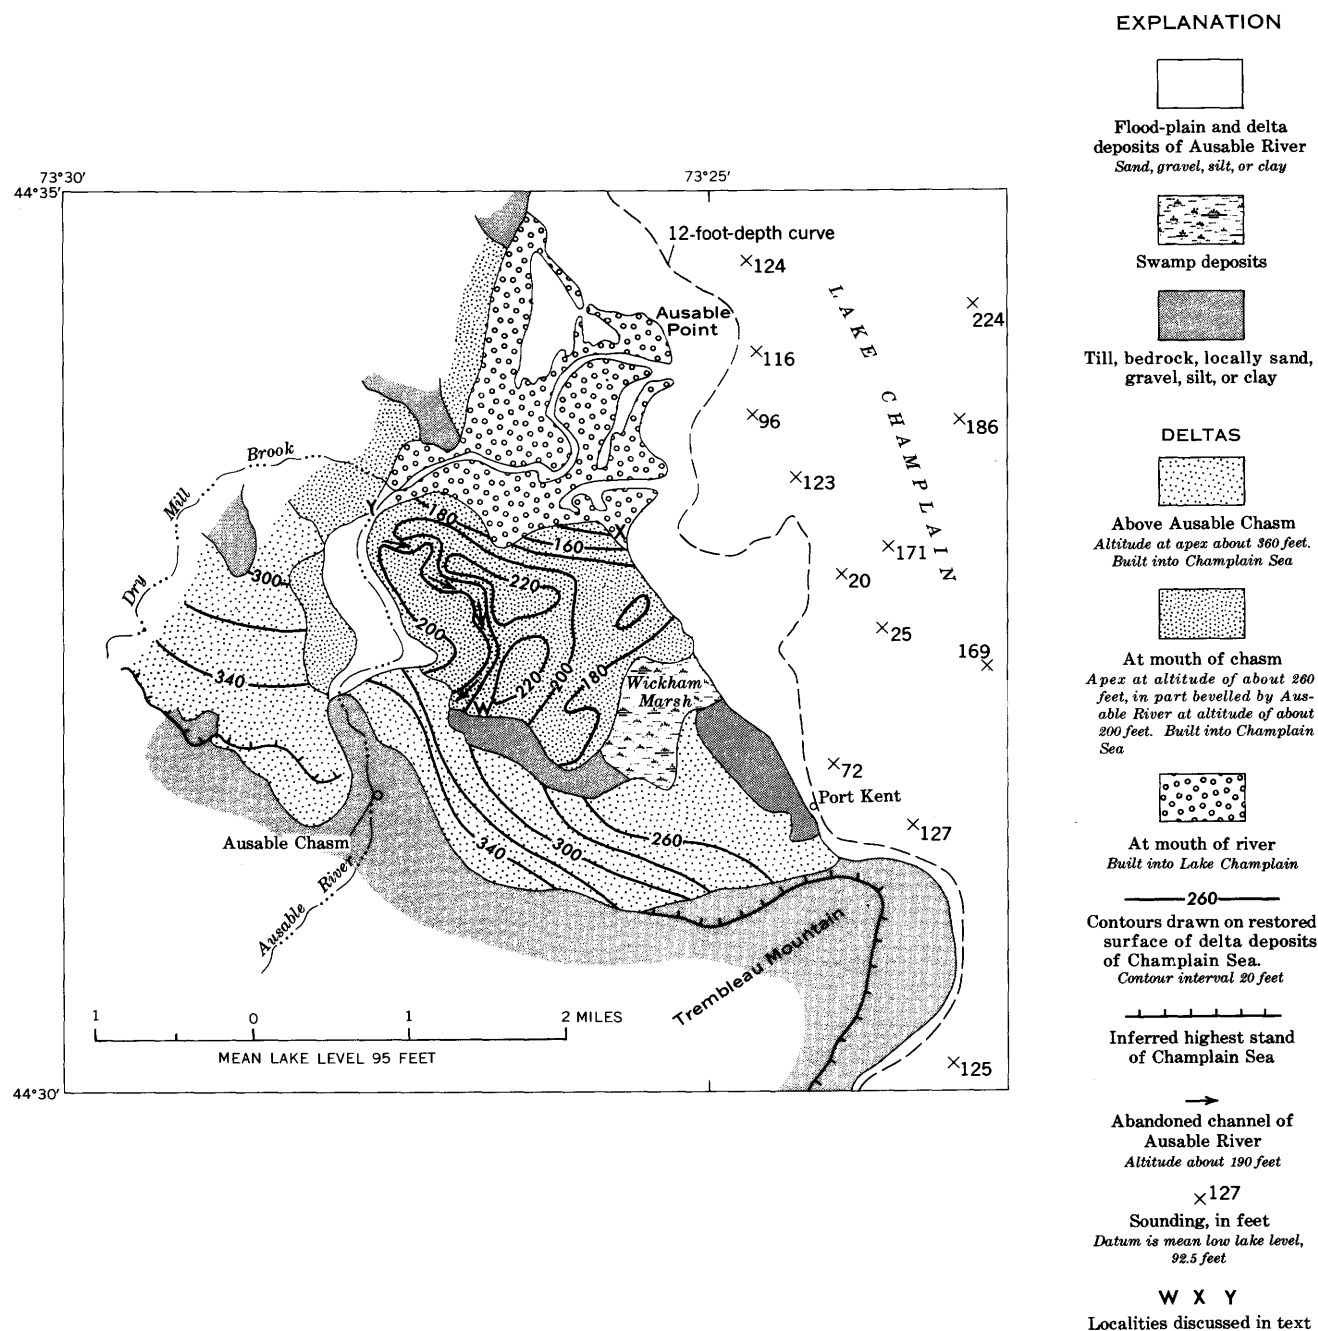 EXPLANATION
Flood-plain and delta
deposits of Ausable River
Sand, gravel, silt, or clay
Swamp deposits
Till, bedrock, locally sand,
gravel, silt, or clay
DELTAS
Above Ausable Chasm
Altitude at apex about 360 feet.
Built into Champlain Sea
At mouth of chasm
Apex at altitude of about 260
feet, in part bevelled by Aus-
able River at altitude of about
200 feet. Built into Champlain
Sea
At mouth of river
Built into Lake Champlain
260
Contours drawn on restored
surface of delta deposits
of Champlain Sea.
Contour interval 20 feet
Inferred highest stand
of Champlain Sea
Abandoned channel of
Ausable River
Altitude about 190 feet
127
Sounding, in feet
Datum is mean low lake level,
92.5 feet
W X Y
Localities discussed in text
73°30'
73°25'
44°35'
12-foot-depth curve
124
LAKE CHAMPLAIN
224
Ausable
Point
116
96
186
123
Brook
Mill
Dry
Y
180
X
160
171
300
220
20
200
25
169
340
220
200
180
Wickham
Marsh
W
72
Port Kent
127
Ausable Chasm
340
300
260
River
Ausable
Trembleau Mountain
1 0 1 2 MILES
MEAN LAKE LEVEL 95 FEET
125
44°30'